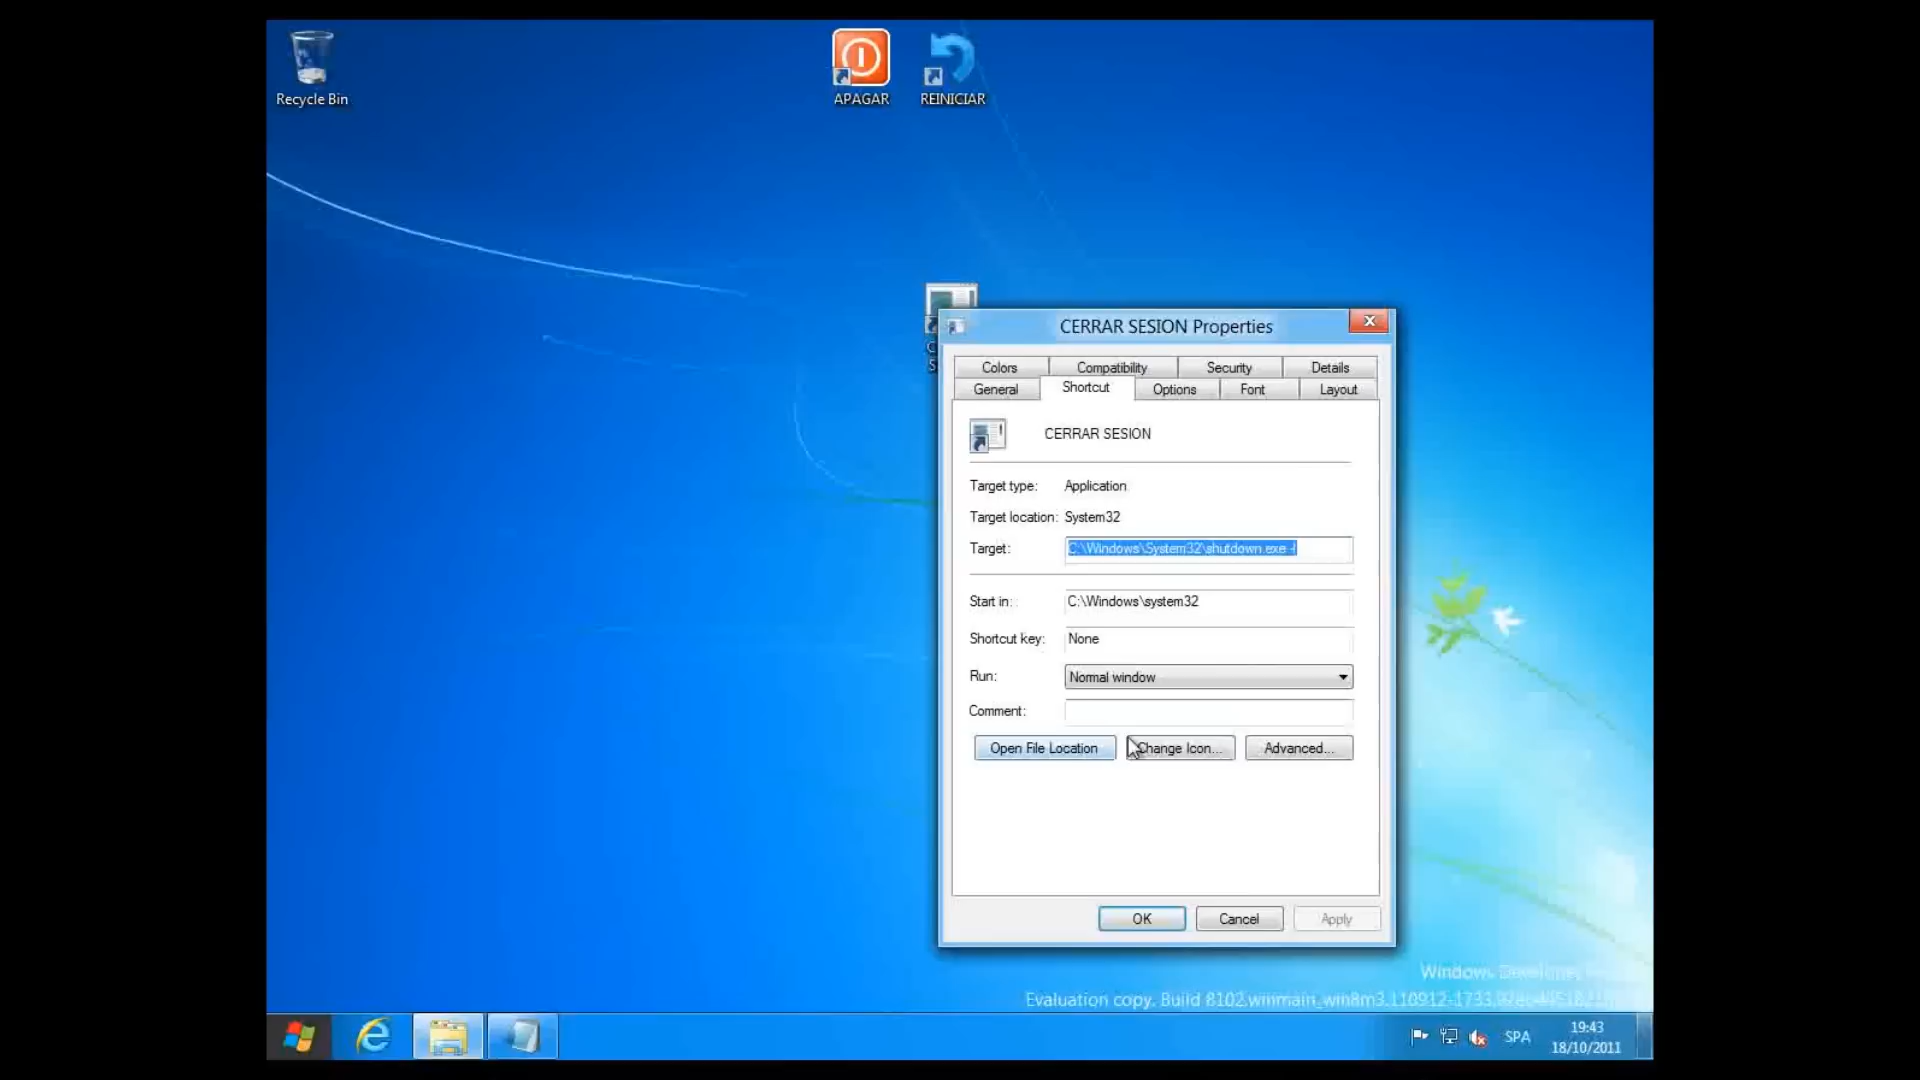 Recycle Bin
APAGAR
REINICIAR
CERRAR SESION Properties
Colors
Compatibility
Security
Details
General
Shortcut
Options
Font
Layout
CERRAR SESION
Target type: Application
Target location: System32
Target: C:\Windows\System32\shutdown.exe -l
Start in: C:\Windows\system32
Shortcut key: None
Run: Normal window
Comment:
Open File Location
Change Icon...
Advanced...
OK
Cancel
Apply
Windows Developer
Evaluation copy. Build 8102.winmain_win8m3.110912-1733
SPA
19:43
18/10/2011